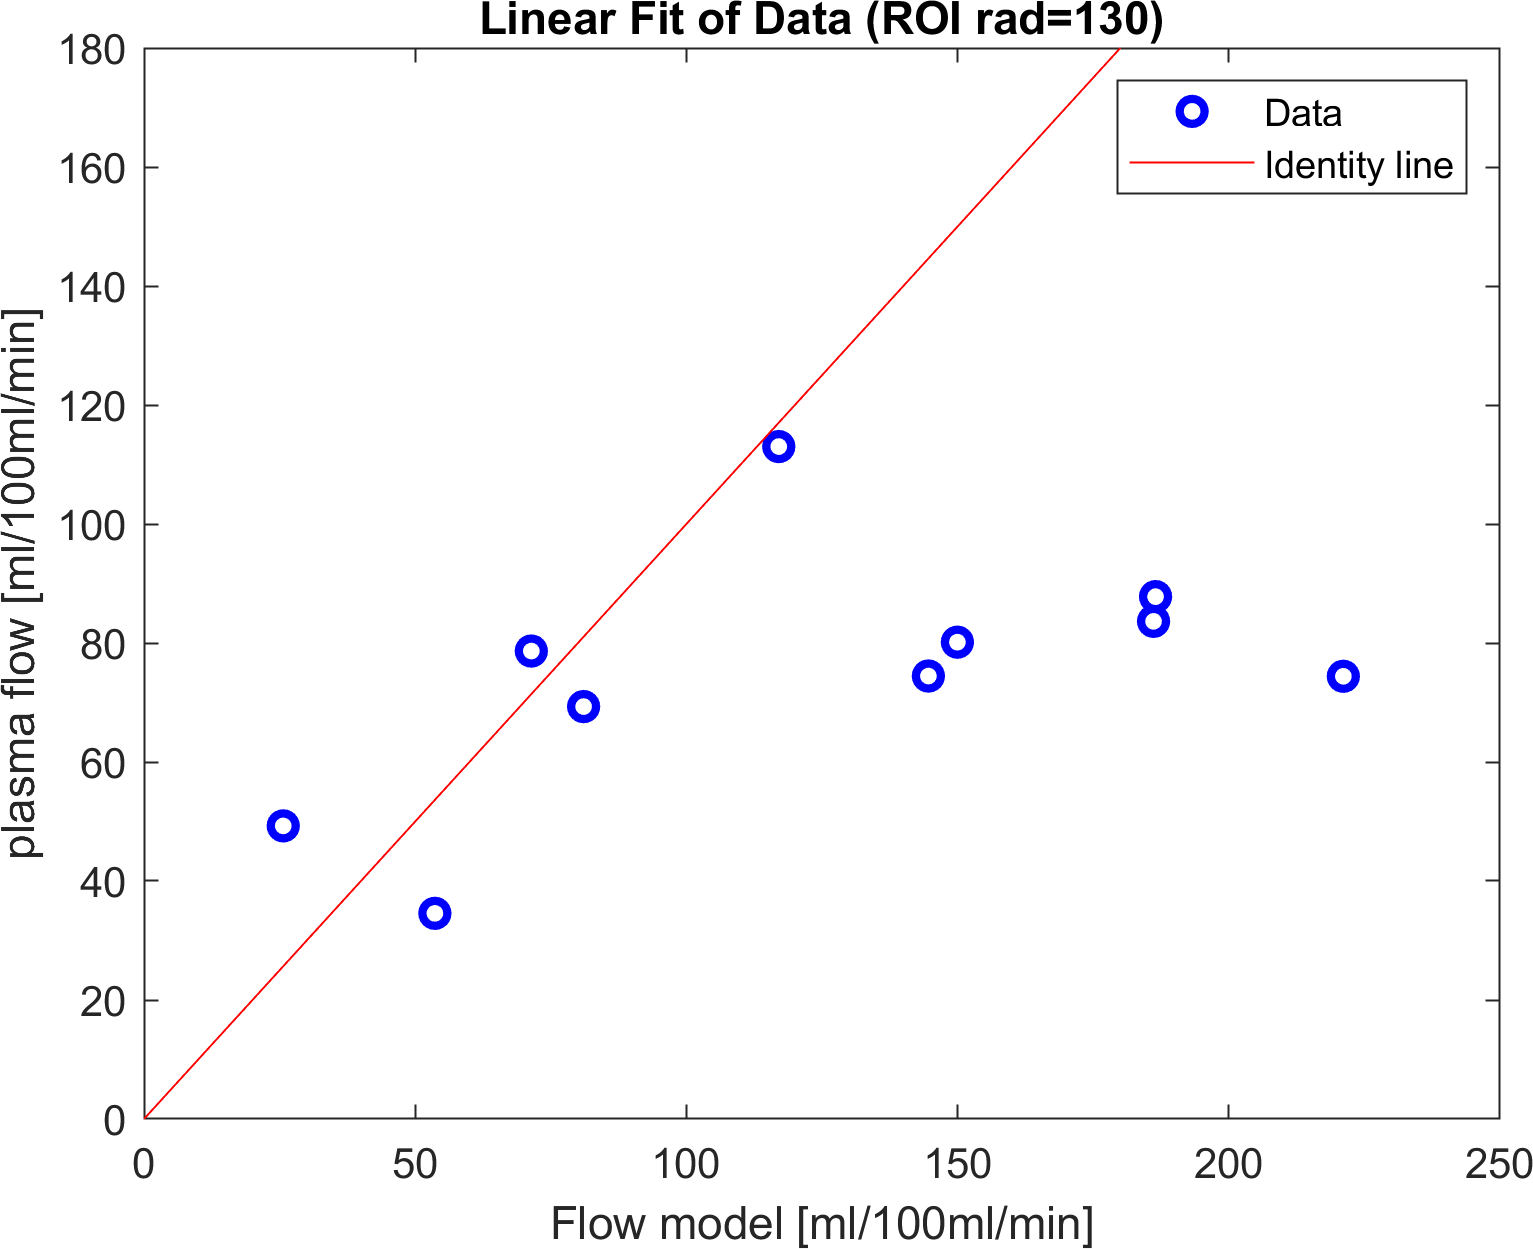 Linear Fit of Data (ROI rad=130)
180
160
140
120
100
80
60
40
20
0
0 50 100 150 200 250
plasma flow [ml/100ml/min]
Flow model [ml/100ml/min]
Data
Identity line